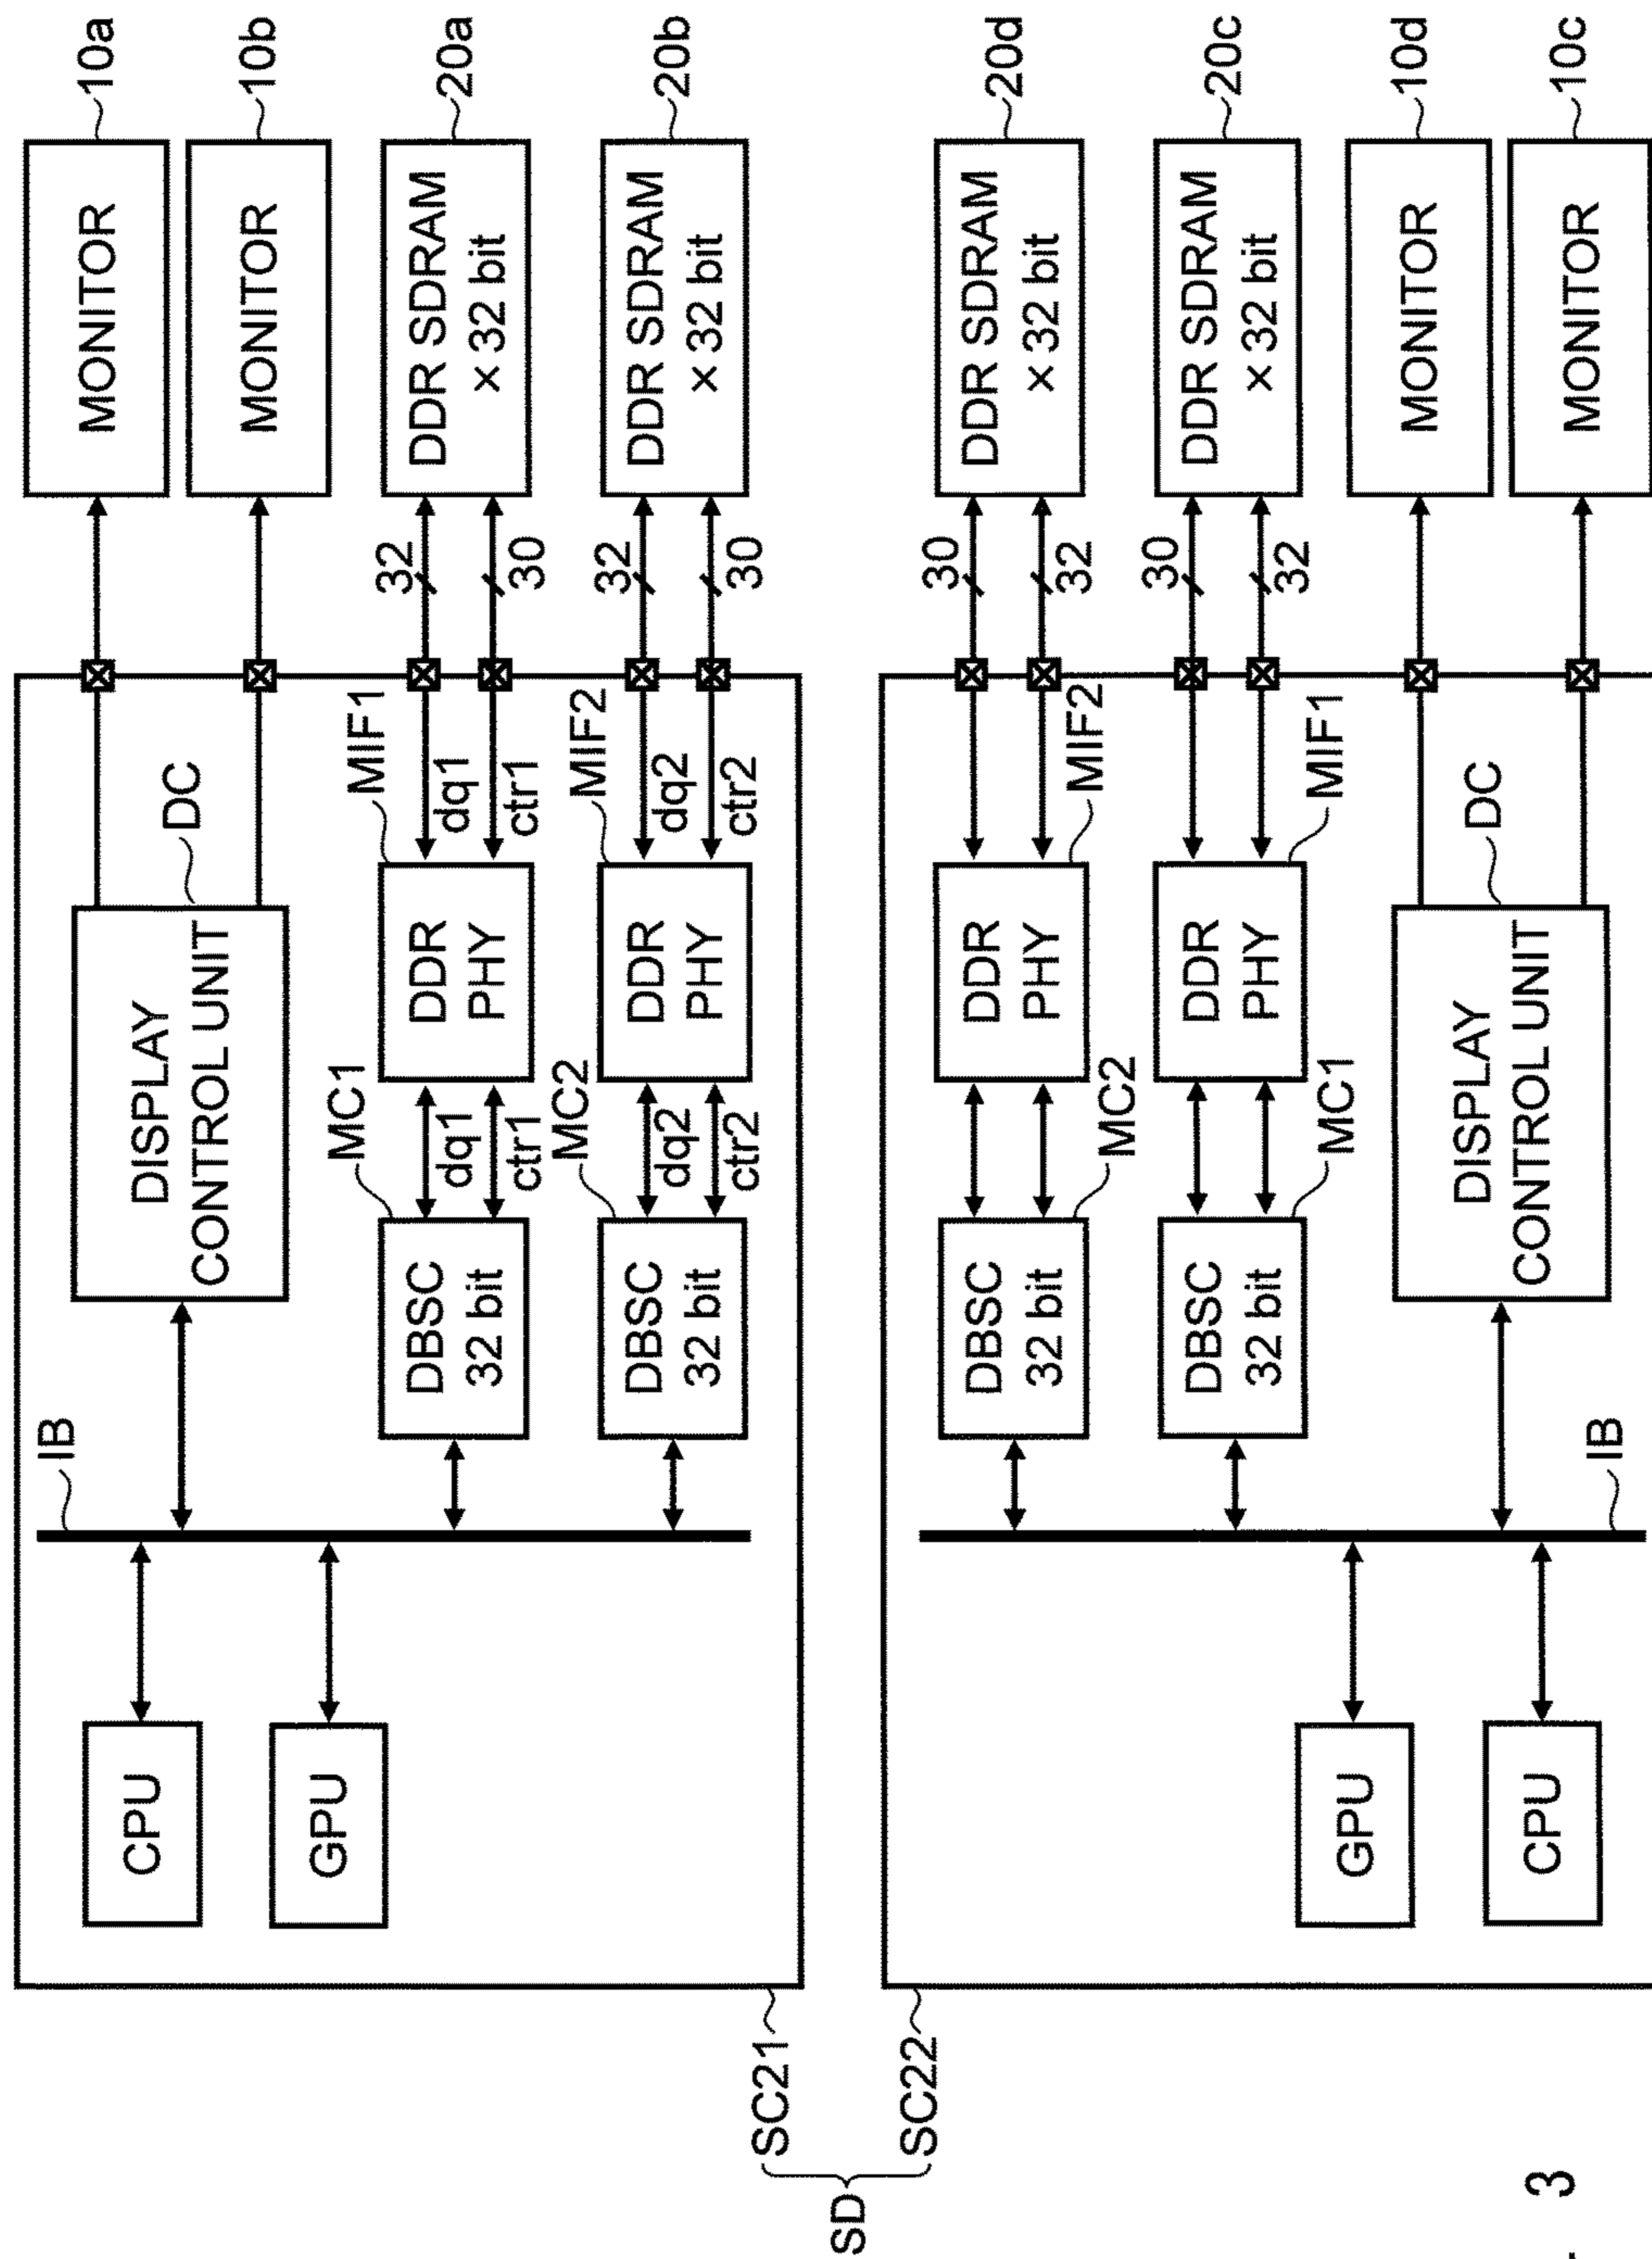 10a
MONITOR
IB
DC
10b
MONITOR
DISPLAY
CONTROL UNIT
CPU
MIF1
MC1
32
20a
DDR SDRAM
× 32 bit
GPU
DBSC
32 bit
dq1
ctr1
DDR
PHY
dq1
ctr1
30
MIF2
MC2
32
20b
DDR SDRAM
× 32 bit
DBSC
32 bit
dq2
ctr2
DDR
PHY
dq2
ctr2
30
SC21
SD
SC22
30
20d
DDR SDRAM
× 32 bit
DBSC
32 bit
DDR
PHY
32
MIF2
MC2
30
20c
DDR SDRAM
× 32 bit
DBSC
32 bit
DDR
PHY
32
MIF1
MC1
GPU
10d
MONITOR
DC
DISPLAY
CONTROL UNIT
CPU
IB
10c
MONITOR
3